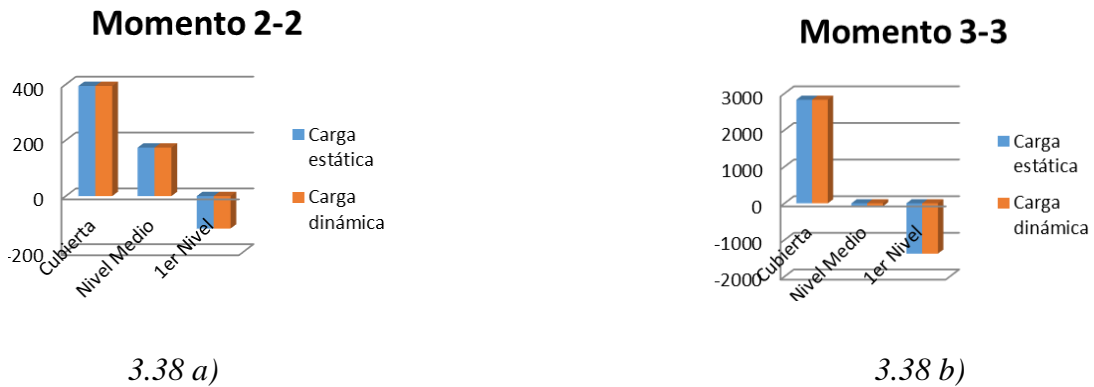 Momento 2-2
400
200
0
-200
Cubierta
Nivel Medio
1er Nivel
Carga
estática
Carga
dinámica
3.38 a)
Momento 3-3
3000
2000
1000
0
-1000
-2000
Cubierta
Nivel Medio
1er Nivel
Carga
estática
Carga
dinámica
3.38 b)